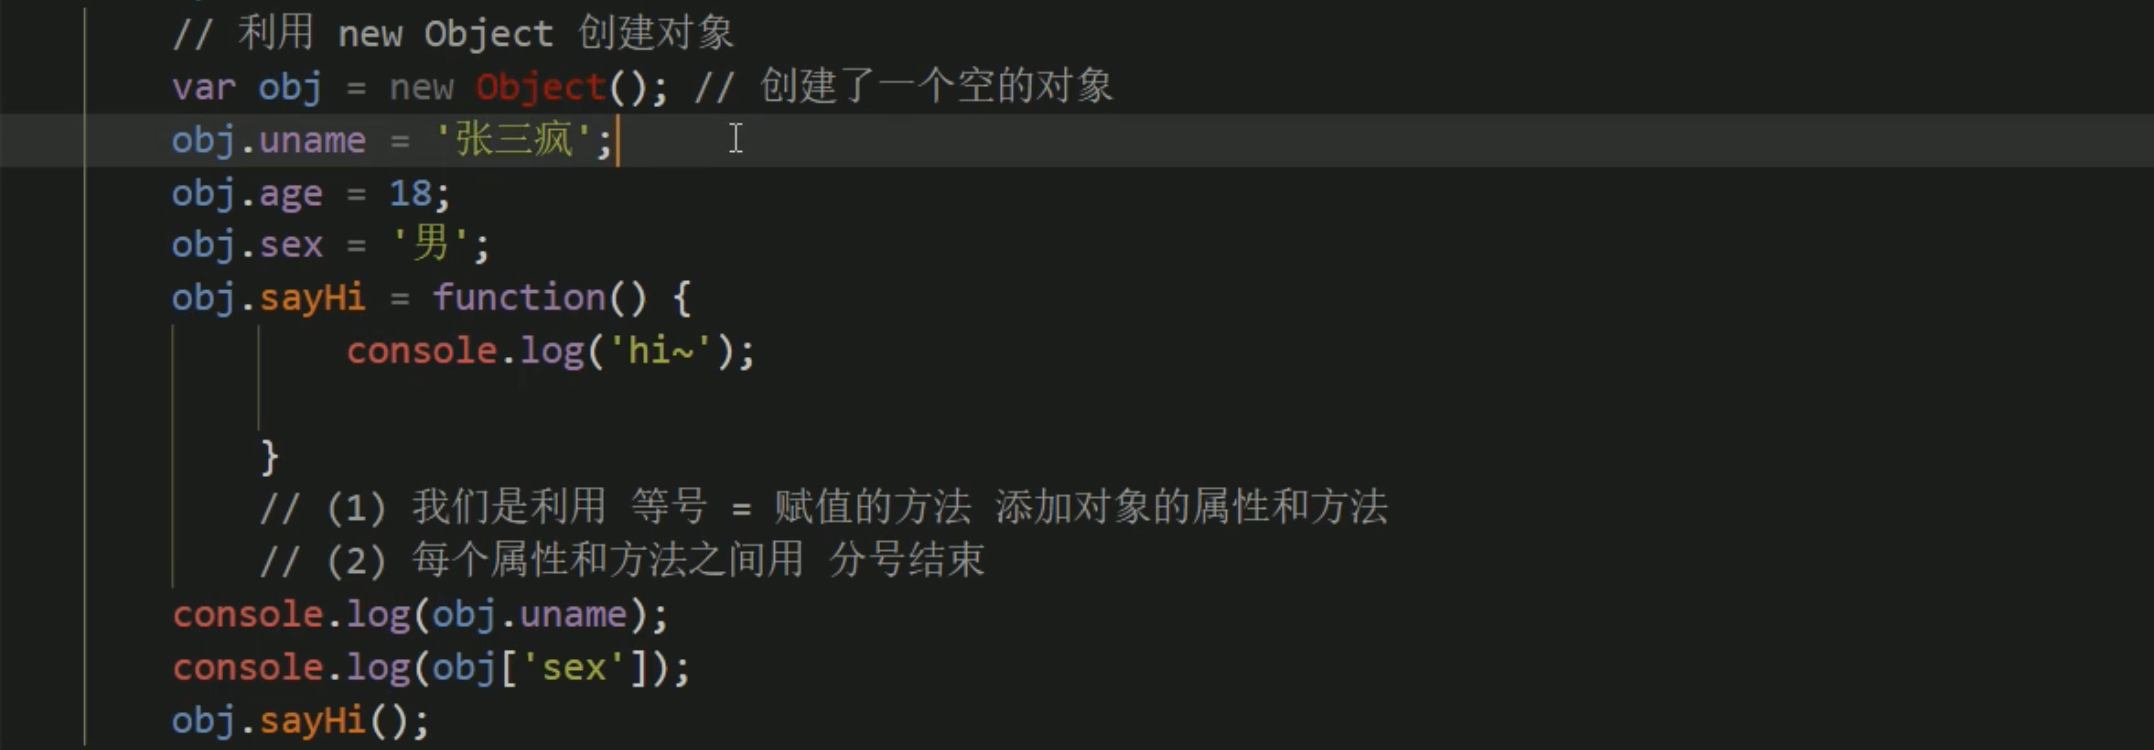 // 利用 new Object 创建对象
var obj = new Object(); // 创建了一个空的对象
obj.uname = '张三疯';
obj.age = 18;
obj.sex = '男';
obj.sayHi = function() {
console.log('hi~');
}
// (1) 我们是利用 等号 = 赋值的方法 添加对象的属性和方法
// (2) 每个属性和方法之间用 分号结束
console.log(obj.uname);
console.log(obj['sex']);
obj.sayHi();